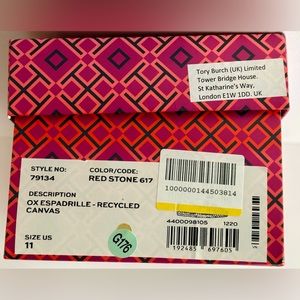 Tory Burch (UK) Limited
Tower Bridge House.
St Katharine's Way,
London E1W 1DD. UK
STYLE NO:
79134
COLOR/CODE:
RED STONE 617
DESCRIPTION
OX ESPADRILLE - RECYCLED
CANVAS
SIZE US
11
1000000144503814
G176
4400098105
1220
192485 697605